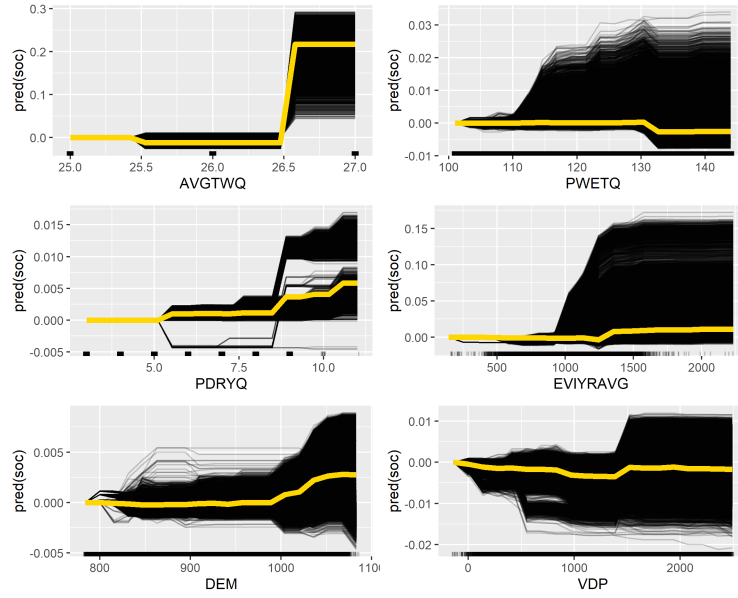 0.3
0.2
0.1
0.0
pred(soc)
25.0 25.5 26.0 26.5 27.0
AVGTWQ
0.03
0.02
0.01
0.00
-0.01
pred(soc)
100 110 120 130 140
PWETQ
0.015
0.010
0.005
0.000
-0.005
pred(soc)
5.0 7.5 10.0
PDRYQ
0.15
0.10
0.05
0.00
pred(soc)
500 1000 1500 2000
EVIYRAVG
0.005
0.000
-0.005
pred(soc)
800 900 1000 110
DEM
0.01
0.00
-0.01
-0.02
pred(soc)
0 1000 2000
VDP